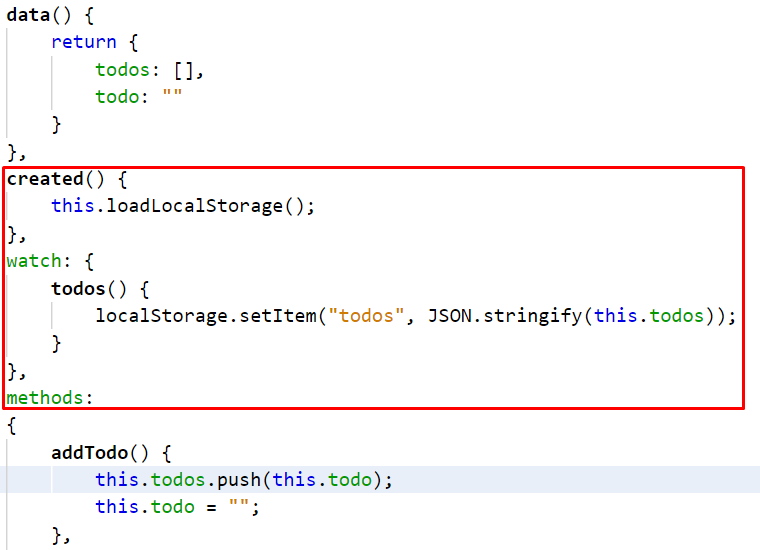 data() {
    return {
        todos: [],
        todo: ""
    }
},
created() {
    this.loadLocalStorage();
},
watch: {
    todos() {
        localStorage.setItem("todos", JSON.stringify(this.todos));
    }
},
methods:
{
    addTodo() {
        this.todos.push(this.todo);
        this.todo = "";
    },